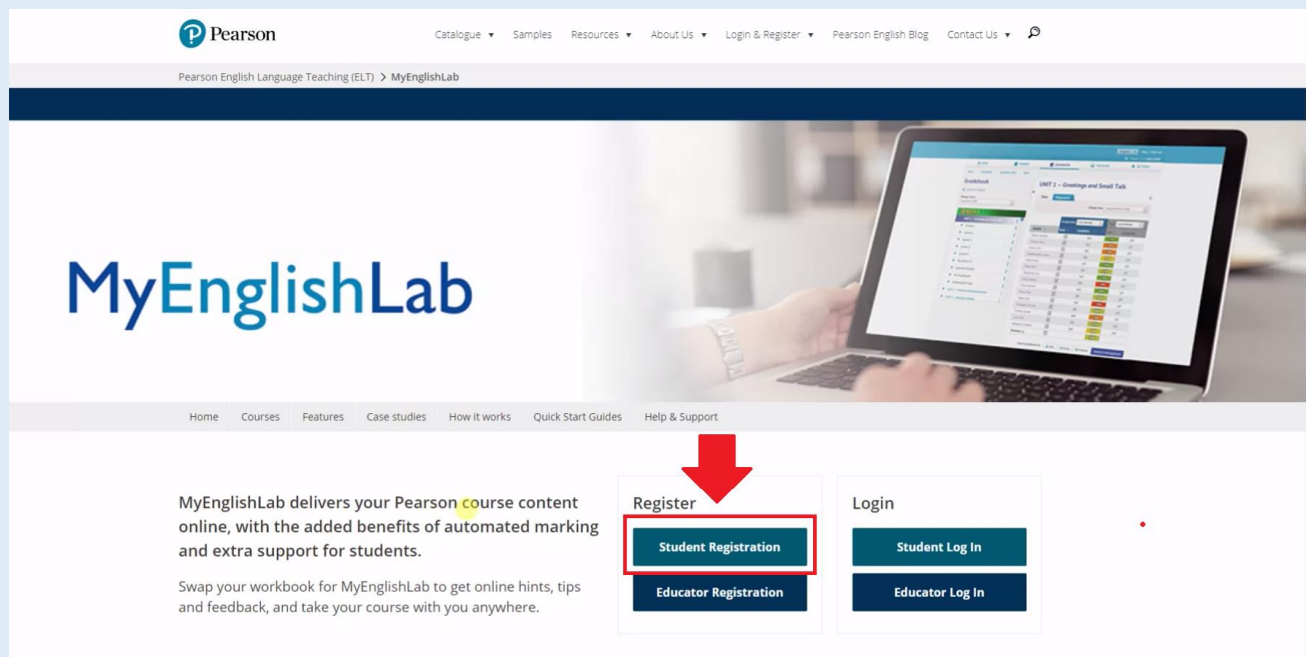 Pearson
Catalogue Samples Resources About Us Login & Register Pearson English Blog Contact Us
Pearson English Language Teaching (ELT) > MyEnglishLab
UNIT 1 – Greetings and Small Talk
Gradebook
MyEnglishLab
Home Courses Features Case studies How it works Quick Start Guides Help & Support
MyEnglishLab delivers your Pearson course content
online, with the added benefits of automated marking
and extra support for students.
Swap your workbook for MyEnglishLab to get online hints, tips
and feedback, and take your course with you anywhere.
Register
Student Registration
Educator Registration
Login
Student Log In
Educator Log In